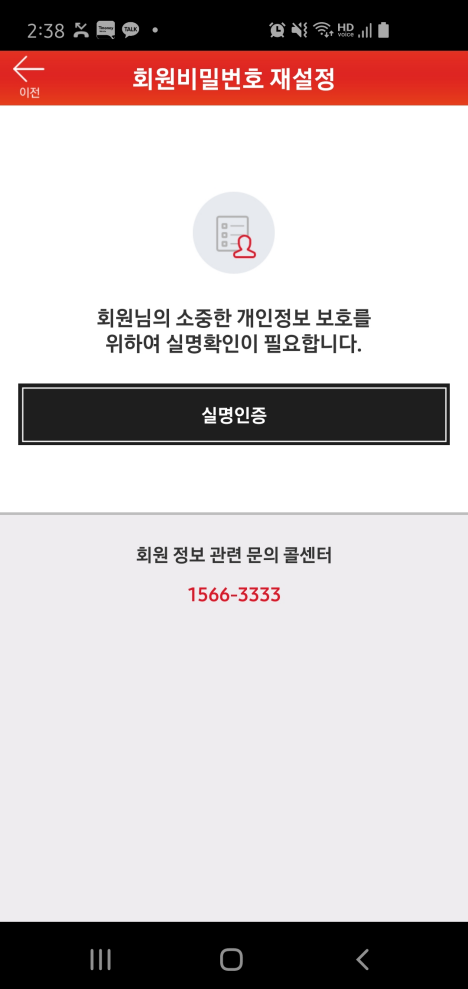 2:38
TALK
HD
voice
회원비밀번호 재설정
이전
회원님의 소중한 개인정보 보호를
위하여 실명확인이 필요합니다.
실명인증
회원 정보 관련 문의 콜센터
1566-3333